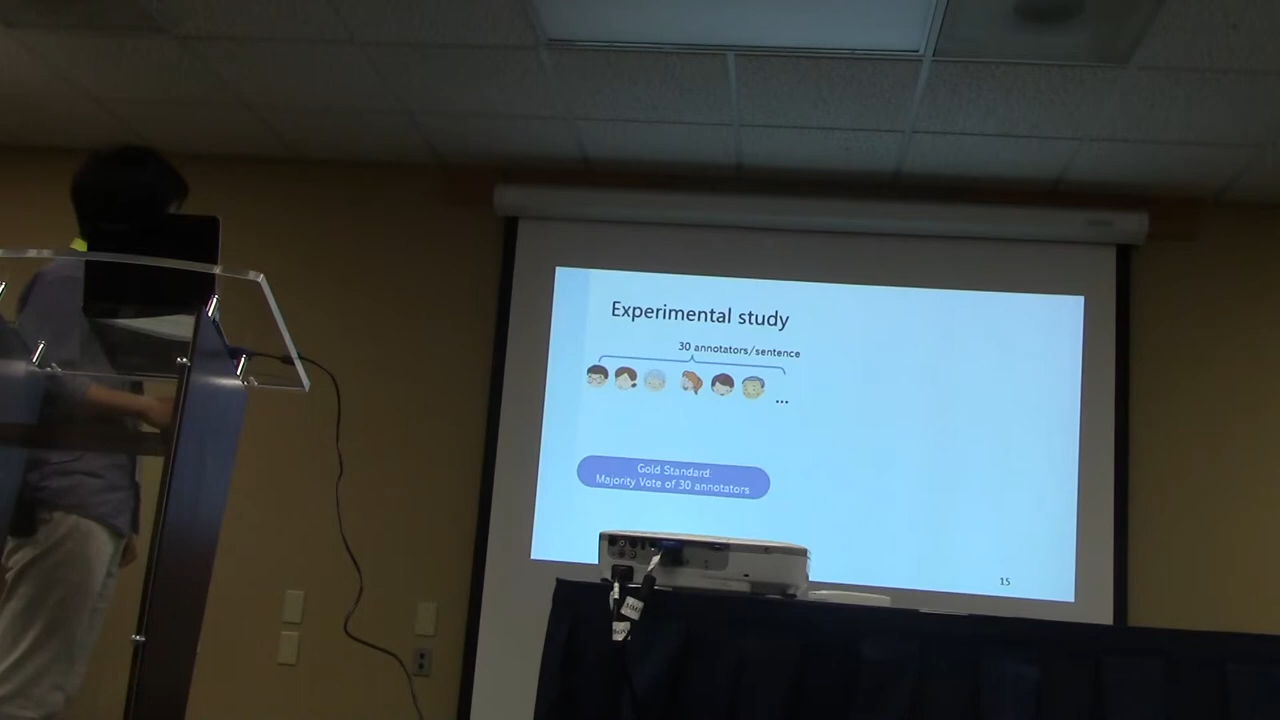 Experimental study
30 annotators/sentence
...
Gold Standard:
Majority Vote of 30 annotators
15